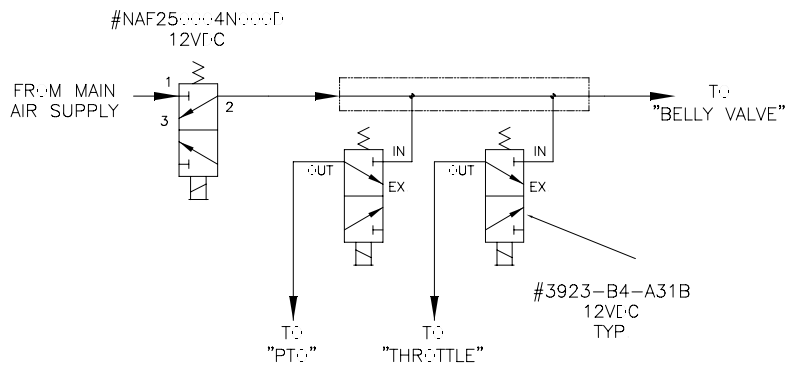 12VDC
FROM MAIN
AIR SUPPLY
1
2
3
TO
"BELLY VALVE"
IN
OUT
EX
IN
OUT
EX
#3923-B4-A31B
12VDC
TYP
TO
"PTO"
TO
"THROTTLE"